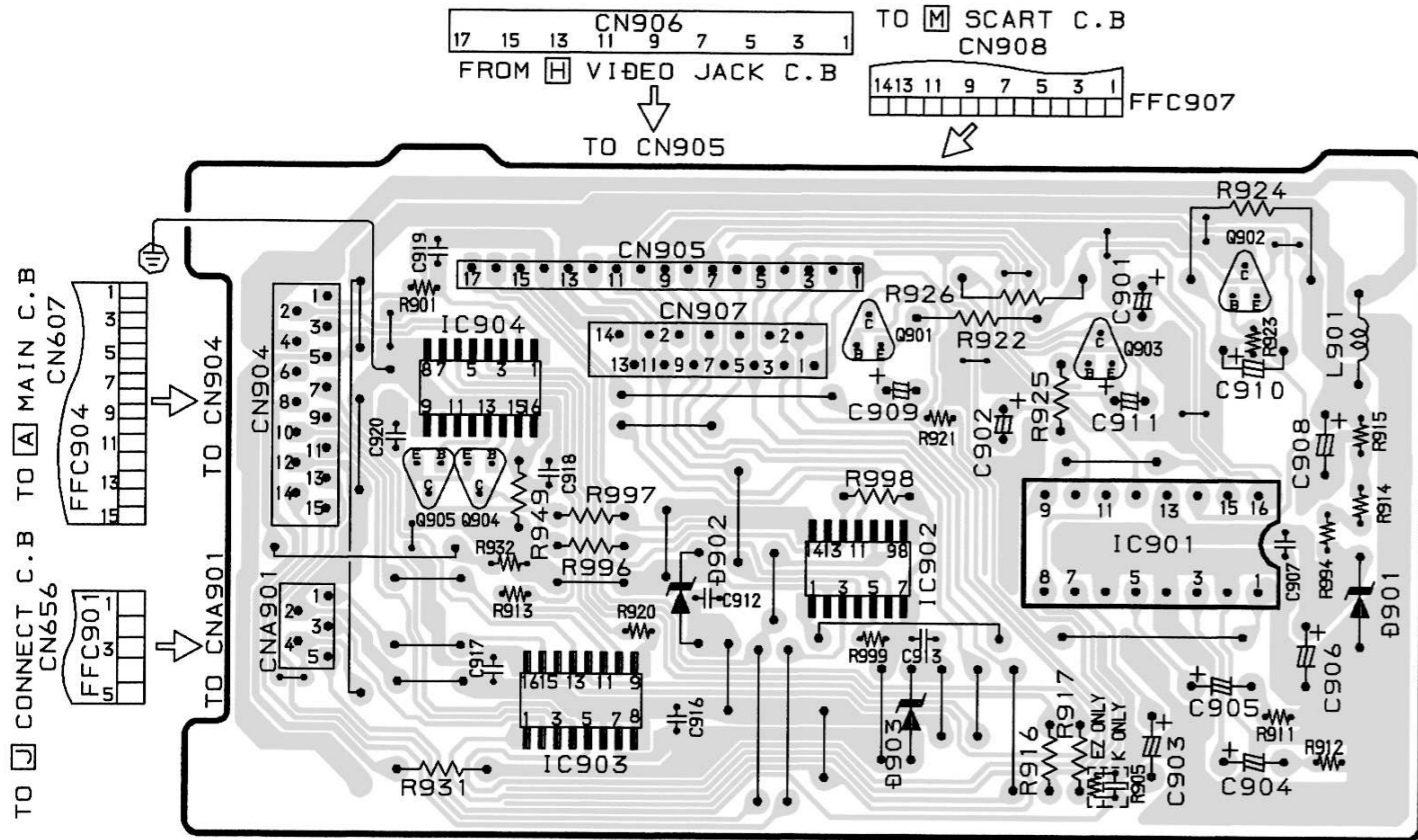 CN906
17 15 13 11 9 7 5 3 1
FROM H VIDEO JACK C.B
TO CN905
TO M SCART C.B
CN908
14 13 11 9 7 5 3 1
FFC907
TO A MAIN C.B
CN607
FFC904
1 3 5 7 9 11 13 15
TO CN904
TO J CONNECT C.B
CN656
FFC901
1 3 5
TO CNA901
CN904
1
2
3
4
5
6
7
8
9
10
11
12
13
14
15
CNA901
1
2
3
4
5
C919
R901
CN905
17 15 13 11 9 7 5 3 1
IC904
8 7 5 3 1
9 11 13 15 16
CN907
14 2 2
13 11 9 7 5 3 1
C920
E B E B
C C
Q905 Q904
C918
R949
R997
R996
R932
R913
R920
D902
C912
C917
16 15 13 11 9
1 3 5 7 8
IC903
C916
R931
R926
R922
C
B E
Q901
C909
R921
C902
R925
C901
C
B E
Q903
C911
R924
Q902
C
B E
R923
C910
L901
C908
R915
R914
R998
14 13 11 9 8
1 3 5 7
IC902
R999
C913
D903
9 11 13 15 16
IC901
8 7 5 3 1
C907
R994
D901
C906
C905
R911
R912
C904
C903
R916
R917
EZ ONLY
K ONLY
R905